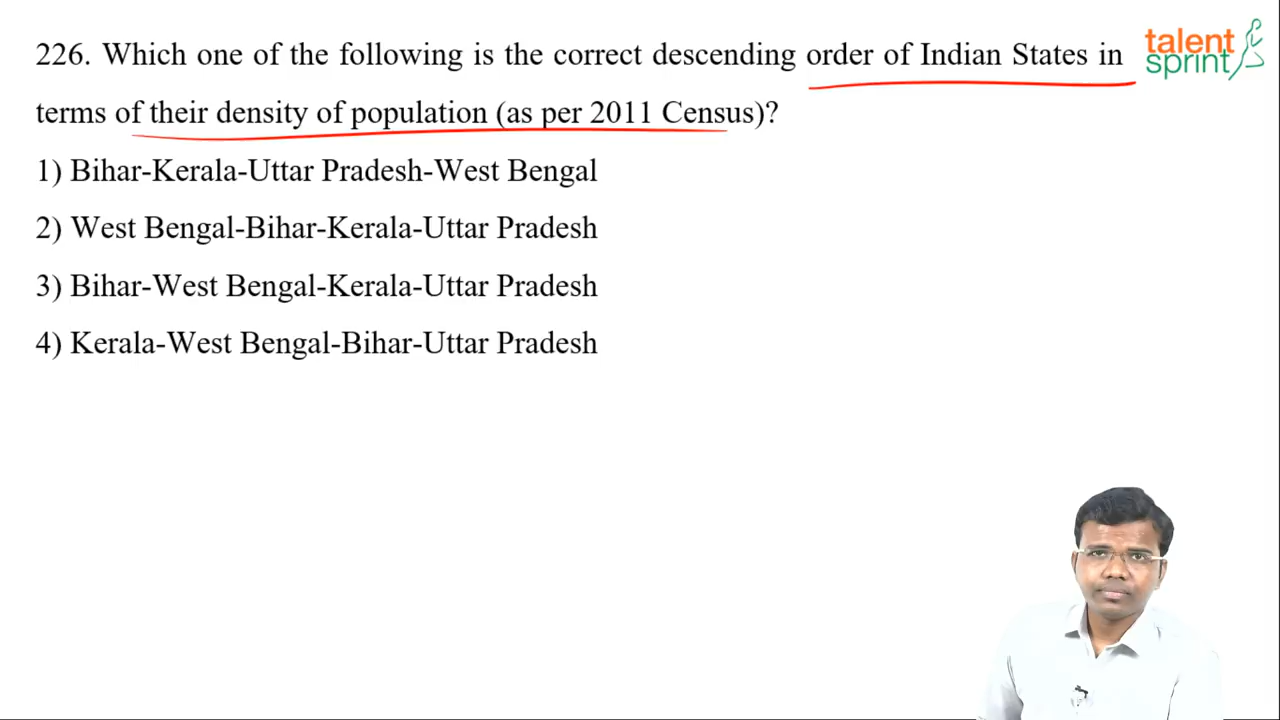 226. Which one of the following is the correct descending order of Indian States in
talent
sprint
terms of their density of population (as per 2011 Census)?
1) Bihar-Kerala-Uttar Pradesh-West Bengal
2) West Bengal-Bihar-Kerala-Uttar Pradesh
3) Bihar-West Bengal-Kerala-Uttar Pradesh
4) Kerala-West Bengal-Bihar-Uttar Pradesh